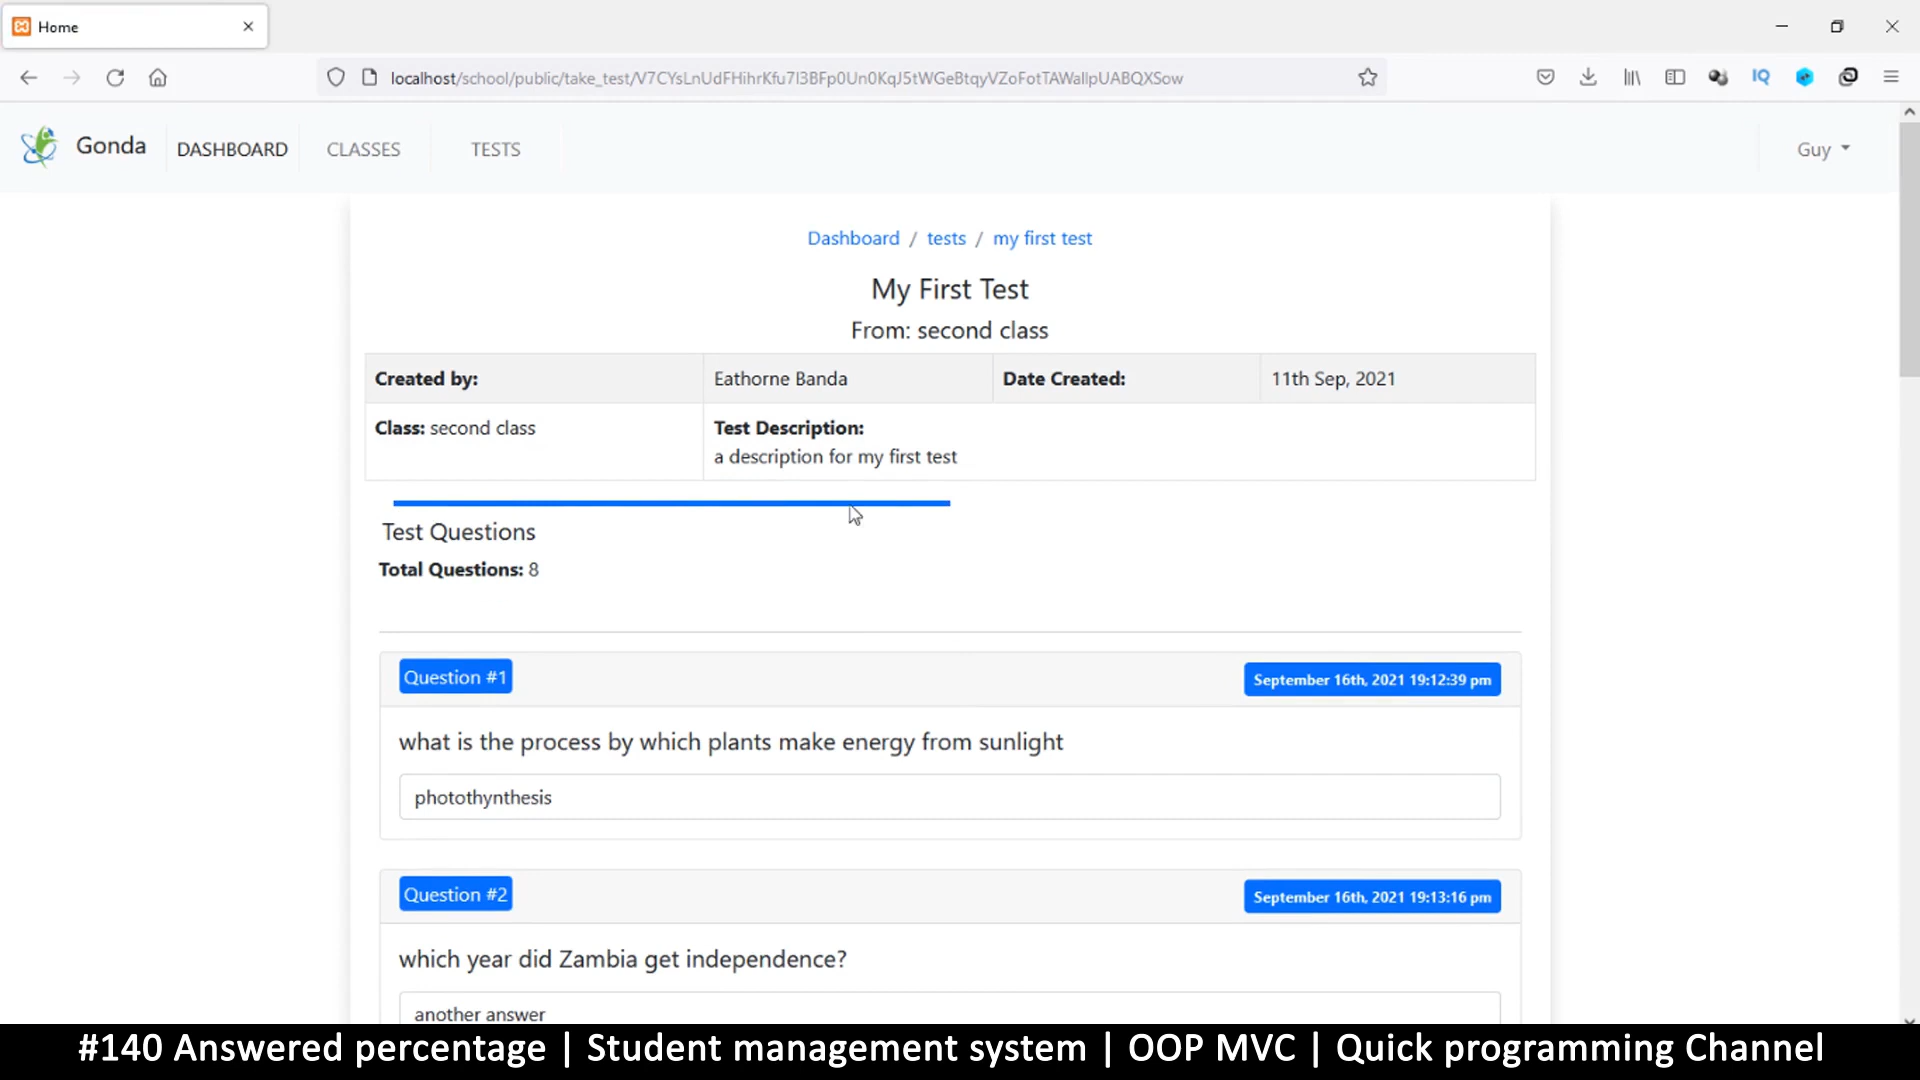 Home
localhost/school/public/take_test/V7CYsLnUdFHihrKfu7I3BFp0Un0KqJ5tWGeBtqyVZoFotTAWallpUABQXSow
IQ
Gonda DASHBOARD CLASSES TESTS Guy
Dashboard / tests / my first test
My First Test
From: second class
Created by: Eathorne Banda Date Created: 11th Sep, 2021
Class: second class Test Description:
a description for my first test
Test Questions
Total Questions: 8
Question #1 September 16th, 2021 19:12:39 pm
what is the process by which plants make energy from sunlight
photothynthesis
Question #2 September 16th, 2021 19:13:16 pm
which year did Zambia get independence?
another answer
#140 Answered percentage | Student management system | OOP MVC | Quick programming Channel